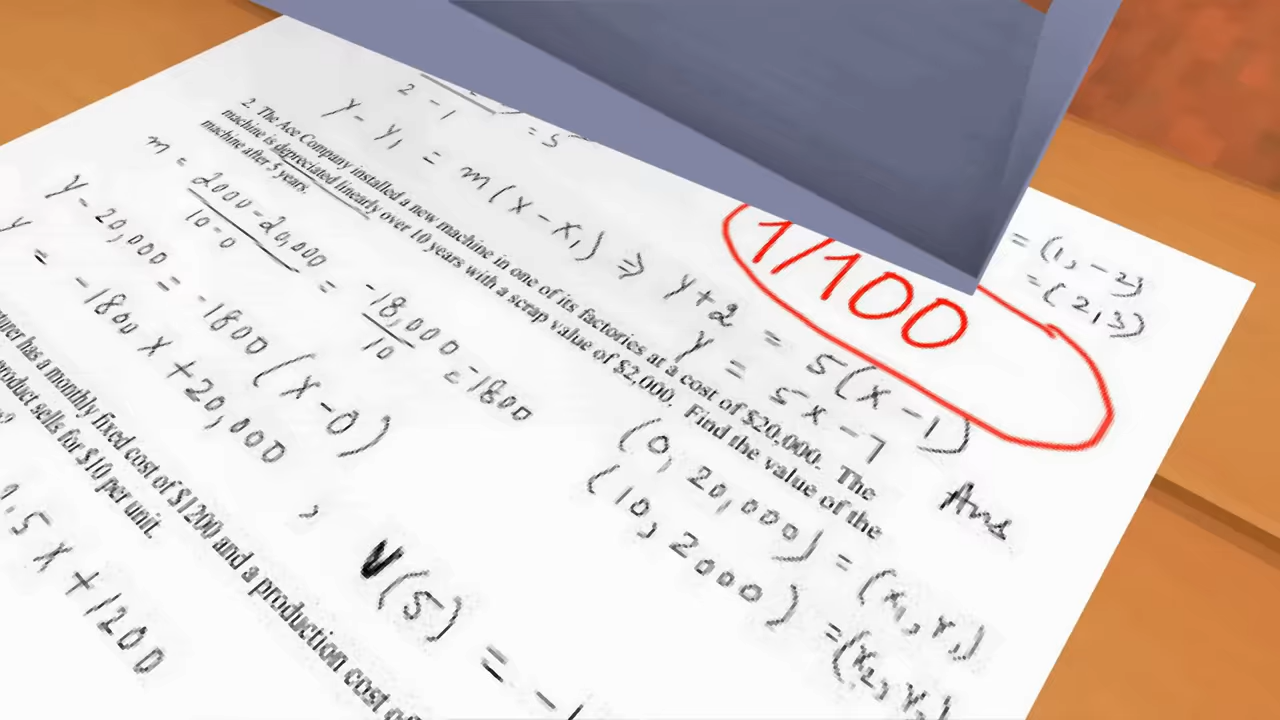 2 - 1
= 5
y - y₁ = m(x - x₁) ⇒ y + 2 = 5(x - 1)
y = 5x - 7
Ans
= (1, -2)
= (2, 3)
1/100
2. The Ace Company installed a new machine in one of its factories at a cost of $20,000. The
machine is depreciated linearly over 10 years with a scrap value of $2,000. Find the value of the
machine after 5 years.
m = 2000-20,000 / 10-0 = -18,000 / 10 = -1800
(0, 20,000) = (x₁, y₁)
(10, 2000) = (x₂, y₂)
y - 20,000 = -1800 (x - 0)
y = -1800 x + 20,000 , V(5) = -1
has a monthly fixed cost of $1200 and a production cost of
product sells for $10 per unit.
.5 x + 1200